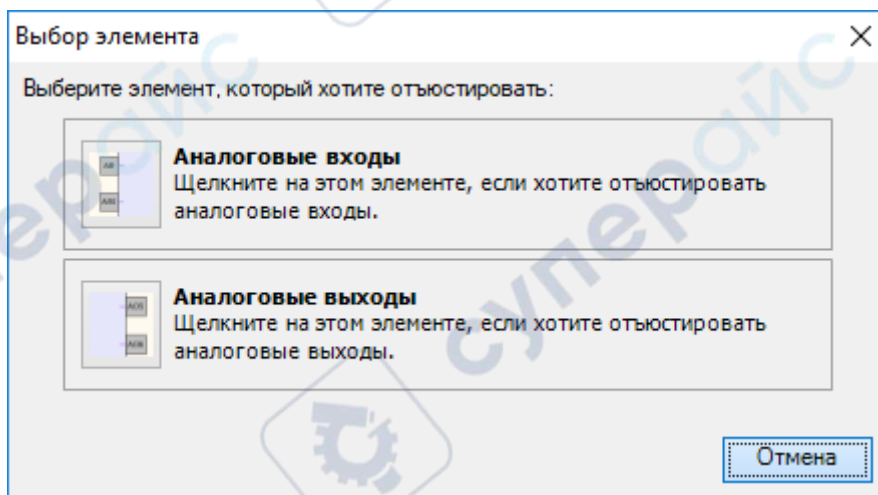 Выбор элемента
Выберите элемент, который хотите отъюстировать:
Аналоговые входы
Щелкните на этом элементе, если хотите отъюстировать
аналоговые входы.
Аналоговые выходы
Щелкните на этом элементе, если хотите отъюстировать
аналоговые выходы.
Отмена
суперайс